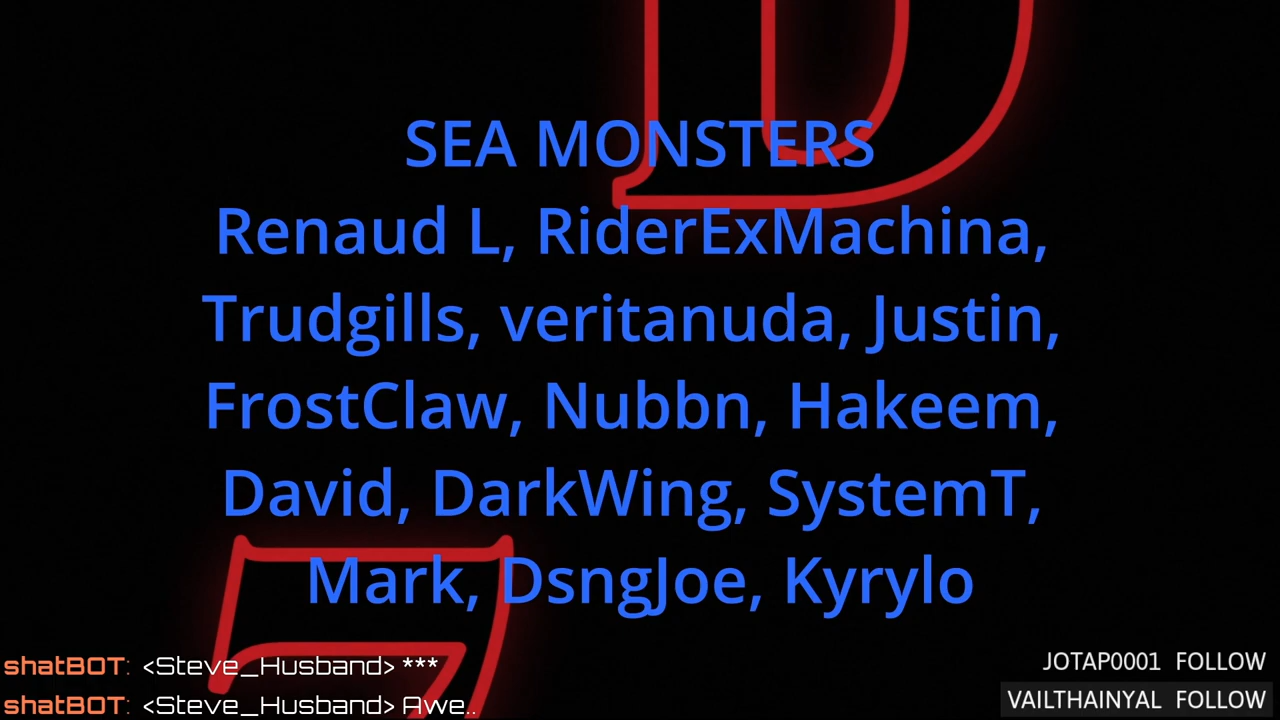 SEA MONSTERS
Renaud L, RiderExMachina,
Trudgills, veritanuda, Justin,
FrostClaw, Nubbn, Hakeem,
David, DarkWing, SystemT,
Mark, DsngJoe, Kyrylo
shatBOT: <Steve_Husband> ***
shatBOT: <Steve_Husband> Awe..
JOTAP0001 FOLLOW
VAILTHAINYAL FOLLOW